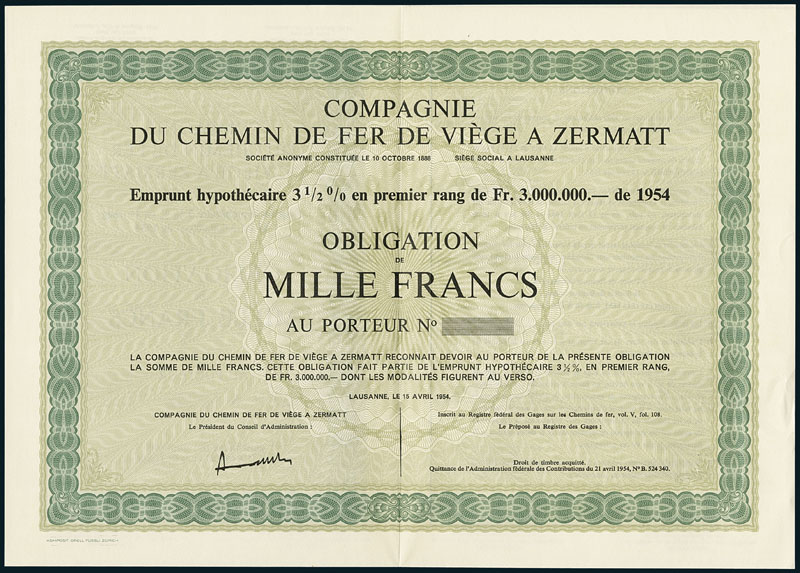 COMPAGNIE
DU CHEMIN DE FER DE VIÈGE A ZERMATT
SOCIÉTÉ ANONYME CONSTITUÉE LE 10 OCTOBRE 1886 SIÈGE SOCIAL A LAUSANNE
Emprunt hypothécaire 3 1/2 % en premier rang de Fr. 3.000.000.— de 1954
OBLIGATION
DE
MILLE FRANCS
AU PORTEUR No
LA COMPAGNIE DU CHEMIN DE FER DE VIÈGE A ZERMATT RECONNAIT DEVOIR AU PORTEUR DE LA PRÉSENTE OBLIGATION
LA SOMME DE MILLE FRANCS. CETTE OBLIGATION FAIT PARTIE DE L'EMPRUNT HYPOTHÉCAIRE 3 ½ %, EN PREMIER RANG,
DE FR. 3.000.000.— DONT LES MODALITÉS FIGURENT AU VERSO.
LAUSANNE, LE 15 AVRIL 1954.
COMPAGNIE DU CHEMIN DE FER DE VIÈGE A ZERMATT
Le Président du Conseil d'Administration :
Inscrit au Registre fédéral des Gages sur les Chemins de fer, vol. V, fol. 108.
Le Préposé au Registre des Gages :
Droit de timbre acquitté.
Quittance de l'Administration fédérale des Contributions du 21 avril 1954, No B. 524 340.